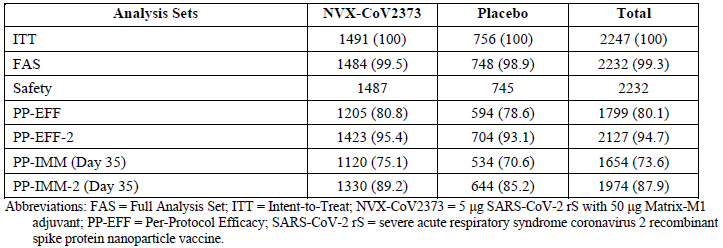 Analysis Sets NVX-CoV2373 Placebo Total
ITT 1491 (100) 756 (100) 2247 (100)
FAS 1484 (99.5) 748 (98.9) 2232 (99.3)
Safety 1487 745 2232
PP-EFF 1205 (80.8) 594 (78.6) 1799 (80.1)
PP-EFF-2 1423 (95.4) 704 (93.1) 2127 (94.7)
PP-IMM (Day 35) 1120 (75.1) 534 (70.6) 1654 (73.6)
PP-IMM-2 (Day 35) 1330 (89.2) 644 (85.2) 1974 (87.9)
Abbreviations: FAS = Full Analysis Set; ITT = Intent-to-Treat; NVX-CoV2373 = 5 μg SARS-CoV-2 rS with 50 μg Matrix-M1
adjuvant; PP-EFF = Per-Protocol Efficacy; SARS-CoV-2 rS = severe acute respiratory syndrome coronavirus 2 recombinant
spike protein nanoparticle vaccine.